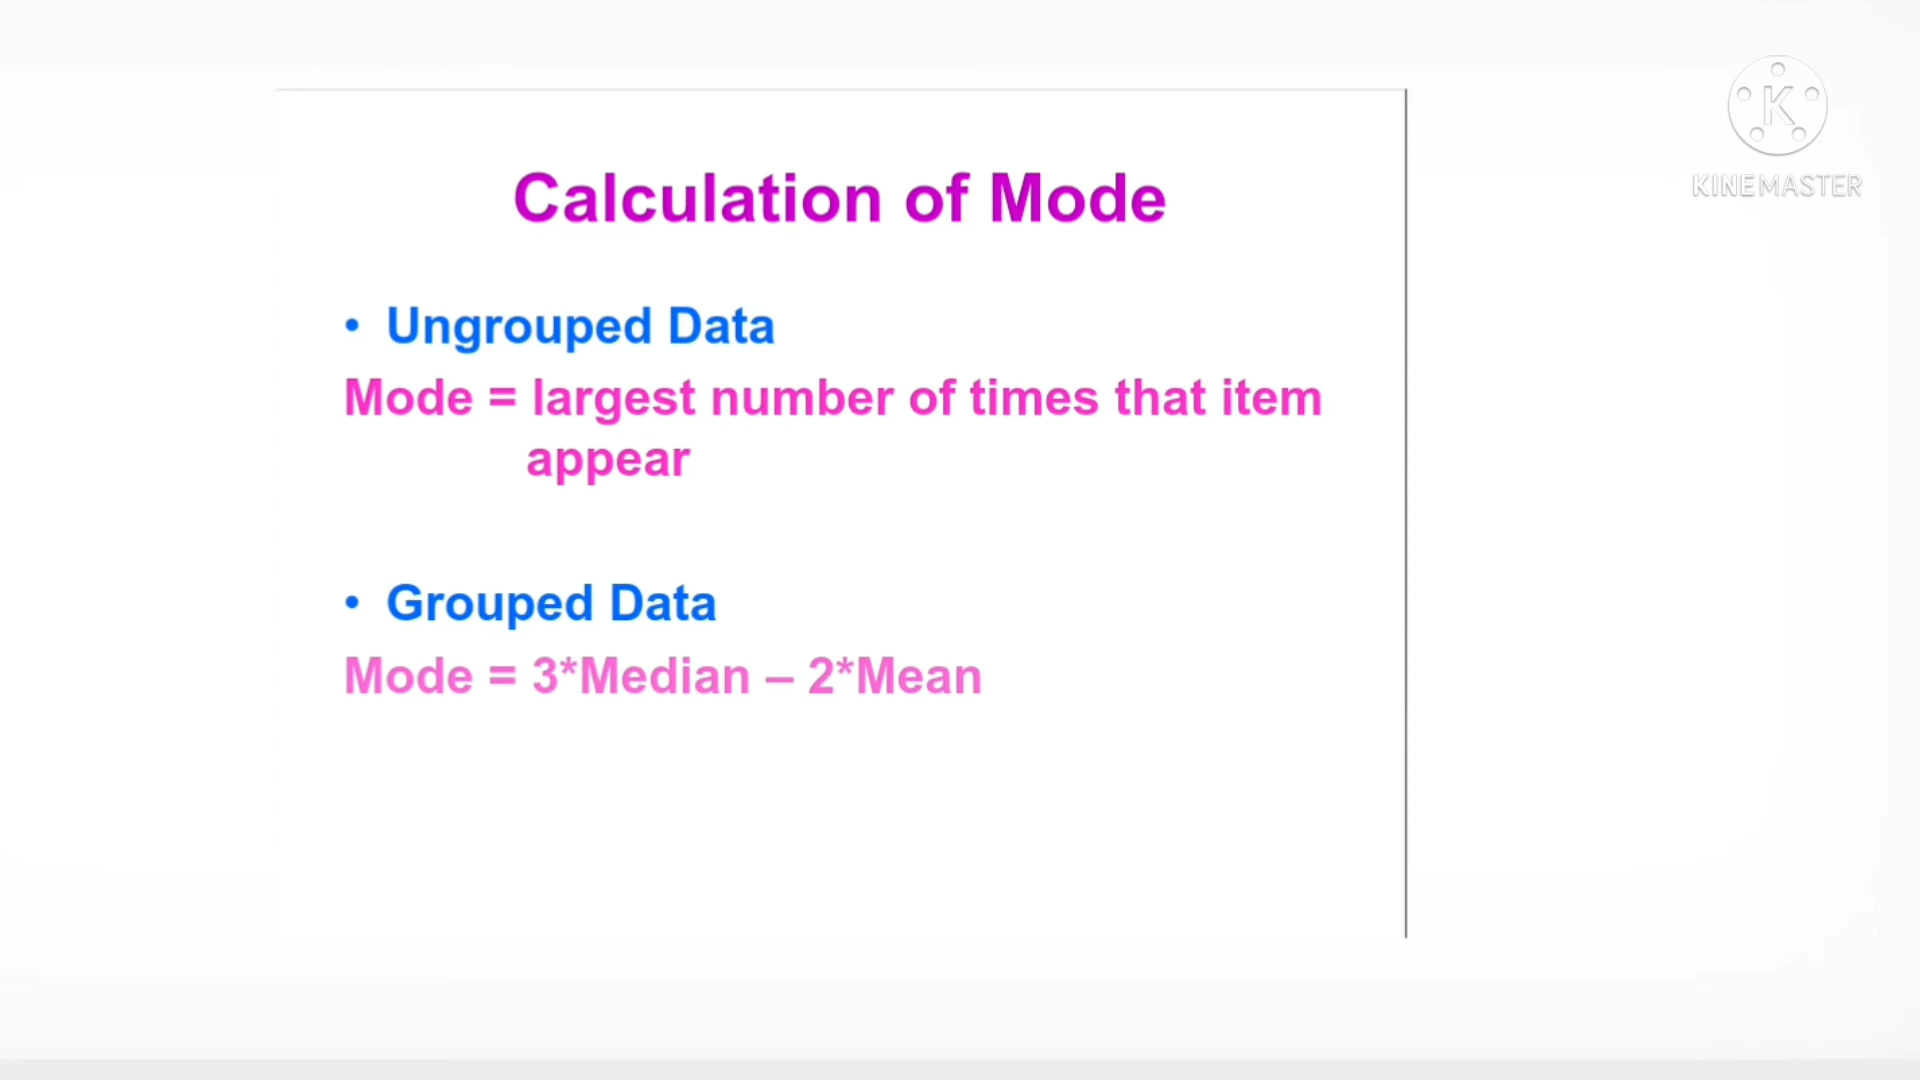 Calculation of Mode
• Ungrouped Data
Mode = largest number of times that item
appear
• Grouped Data
Mode = 3*Median – 2*Mean
K
KINEMASTER